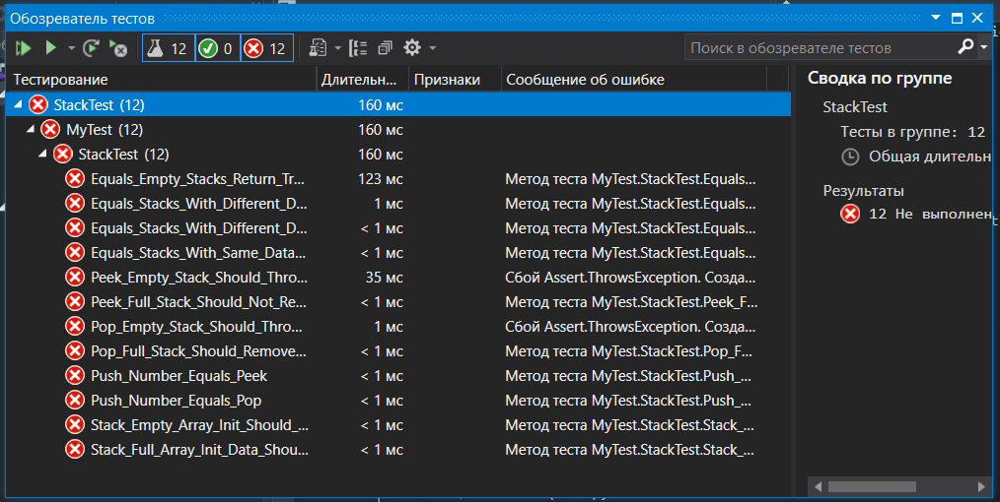 Обозреватель тестов
12 0 12 Поиск в обозревателе тестов
Тестирование Длительн... Признаки Сообщение об ошибке
StackTest (12) 160 мс
MyTest (12) 160 мс
StackTest (12) 160 мс
Equals_Empty_Stacks_Return_Tr... 123 мс Метод теста MyTest.StackTest.Equals...
Equals_Stacks_With_Different_D... 1 мс Метод теста MyTest.StackTest.Equals...
Equals_Stacks_With_Different_D... < 1 мс Метод теста MyTest.StackTest.Equals...
Equals_Stacks_With_Same_Data... < 1 мс Метод теста MyTest.StackTest.Equals...
Peek_Empty_Stack_Should_Thro... 35 мс Сбой Assert.ThrowsException. Созда...
Peek_Full_Stack_Should_Not_Re... < 1 мс Метод теста MyTest.StackTest.Peek_F...
Pop_Empty_Stack_Should_Thro... 1 мс Сбой Assert.ThrowsException. Созда...
Pop_Full_Stack_Should_Remove... < 1 мс Метод теста MyTest.StackTest.Pop_F...
Push_Number_Equals_Peek < 1 мс Метод теста MyTest.StackTest.Push_...
Push_Number_Equals_Pop < 1 мс Метод теста MyTest.StackTest.Push_...
Stack_Empty_Array_Init_Should_... < 1 мс Метод теста MyTest.StackTest.Stack_...
Stack_Full_Array_Init_Data_Shou... < 1 мс Метод теста MyTest.StackTest.Stack_...
Сводка по группе
StackTest
Тесты в группе: 12
Общая длительн
Результаты
12 Не выполнен